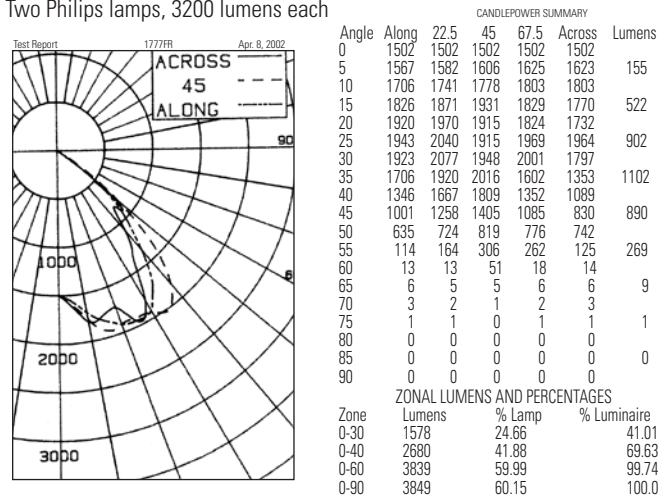 Two Philips lamps, 3200 lumens each
Test Report 1777FR Apr. 8, 2002
ACROSS
45
ALONG
90
6
1000
2000
3000
CANDLEPOWER SUMMARY
Angle Along 22.5 45 67.5 Across Lumens
0 1502 1502 1502 1502 1502
5 1567 1582 1606 1625 1623 155
10 1706 1741 1778 1803 1803
15 1826 1871 1931 1829 1770 522
20 1920 1970 1915 1824 1732
25 1943 2040 1915 1969 1964 902
30 1923 2077 1948 2001 1797
35 1706 1920 2016 1602 1353 1102
40 1346 1667 1809 1352 1089
45 1001 1258 1405 1085 830 890
50 635 724 819 776 742
55 114 164 306 262 125 269
60 13 13 51 18 14
65 6 5 5 6 6 9
70 3 2 1 2 3
75 1 1 0 1 1 1
80 0 0 0 0 0
85 0 0 0 0 0 0
90 0 0 0 0 0
ZONAL LUMENS AND PERCENTAGES
Zone Lumens % Lamp % Luminaire
0-30 1578 24.66 41.01
0-40 2680 41.88 69.63
0-60 3839 59.99 99.74
0-90 3849 60.15 100.0